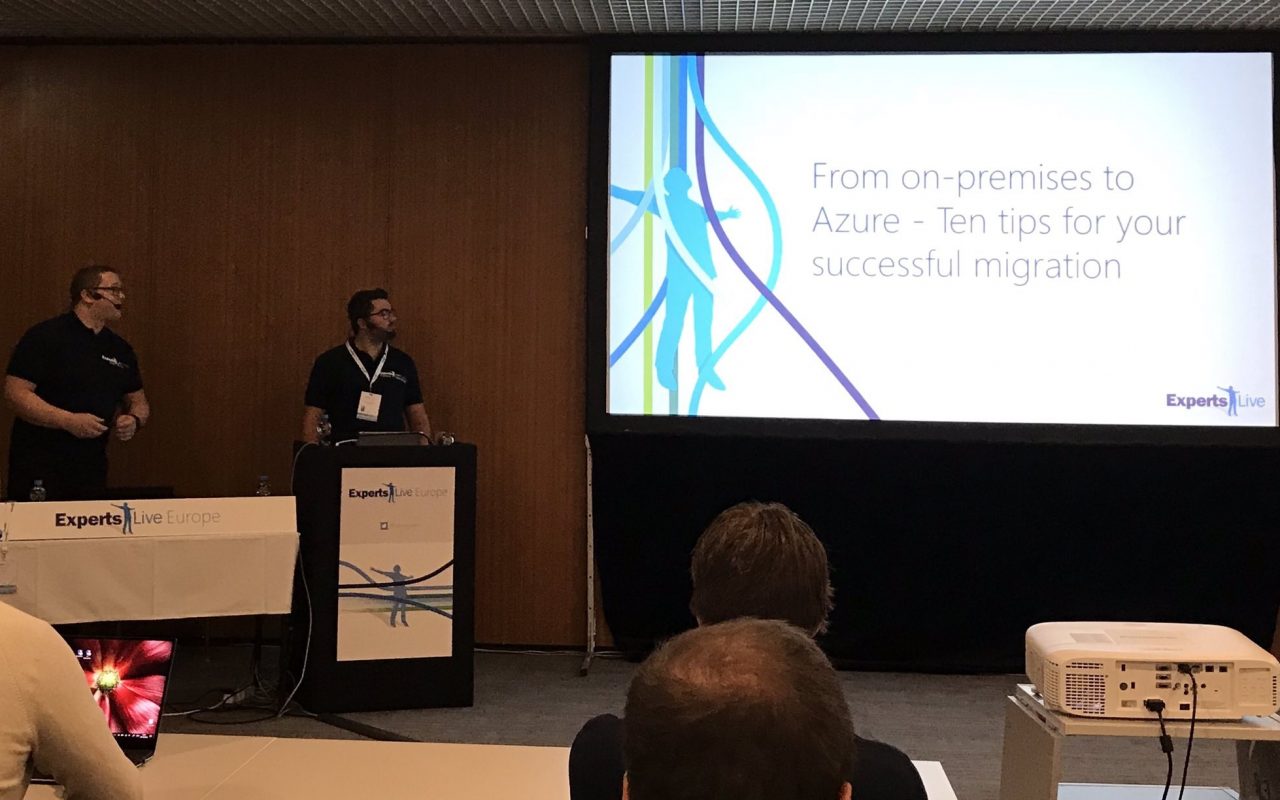 From on-premises to
Azure - Ten tips for your
successful migration
Experts Live
Experts Live Europe
Experts Live Europe